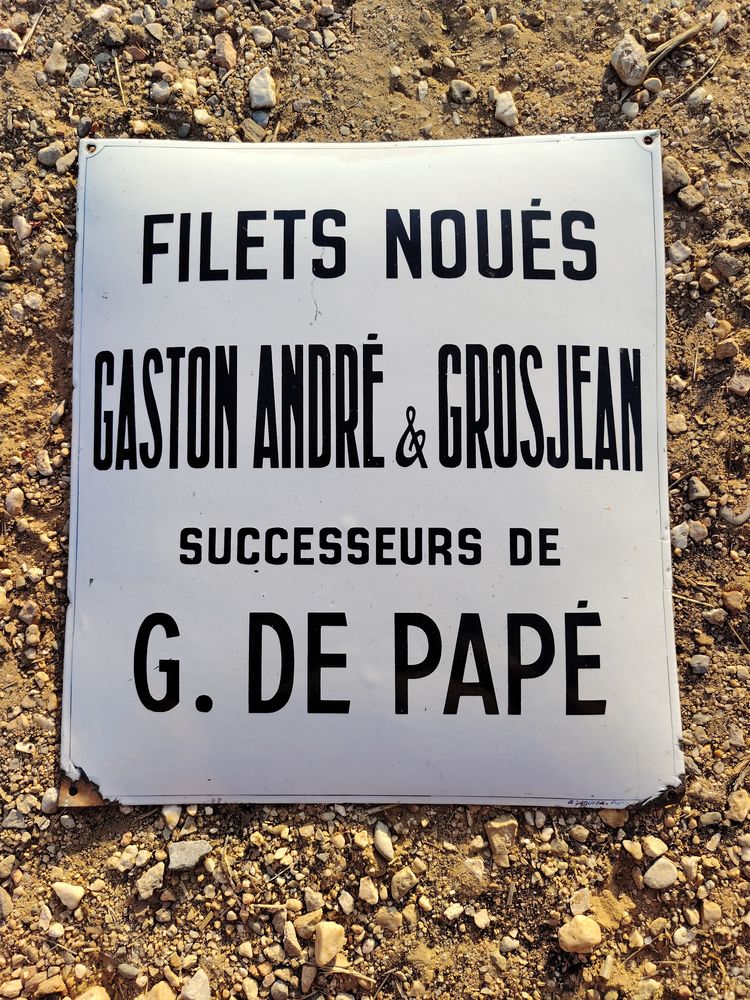 FILETS NOUÉS
GASTON ANDRÉ & GROSJEAN
SUCCESSEURS DE
G. DE PAPÉ